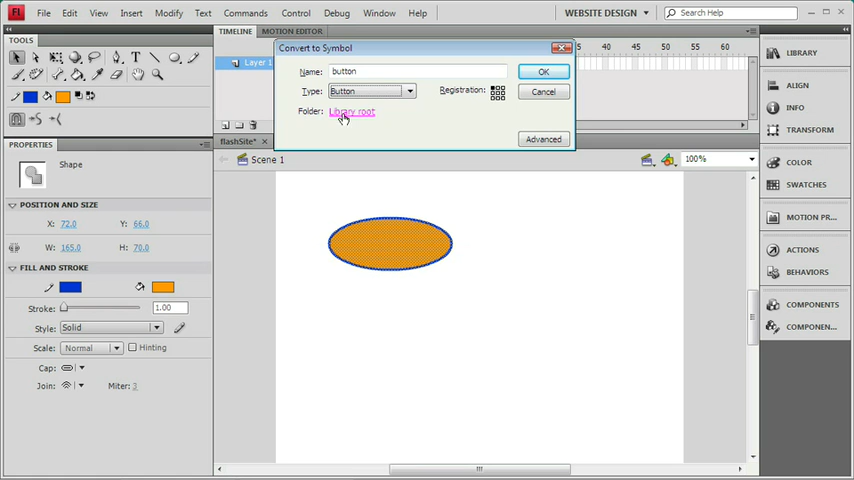 Fl File Edit View Insert Modify Text Commands Control Debug Window Help WEBSITE DESIGN Search Help
TOOLS
TIMELINE MOTION EDITOR
Layer 1
30 35 40 45 50
Convert to Symbol
Name: button OK
Type: Button Registration: Cancel
Folder: Library root
Advanced
flashSite*
Scene 1 100%
PROPERTIES
Shape
POSITION AND SIZE
X: 72.0 Y: 66.0
W: 165.0 H: 70.0
FILL AND STROKE
Stroke: 1.00
Style: Solid
Scale: Normal Hinting
Cap:
Join: Miter: 3
LIBRARY
ALIGN
INFO
TRANSFORM
COLOR
SWATCHES
MOTION PR...
ACTIONS
BEHAVIORS
COMPONENTS
COMPONEN...